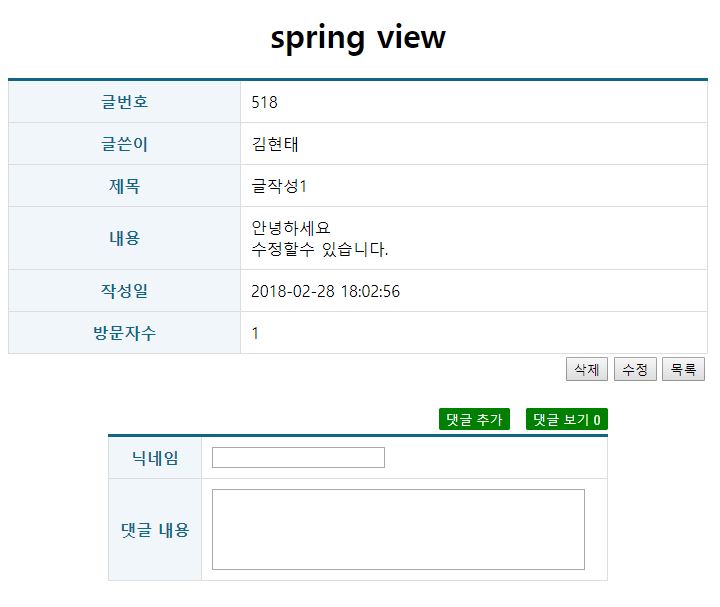 spring view
글번호 518
글쓴이 김현태
제목 글작성1
내용 안녕하세요
수정할수 있습니다.
작성일 2018-02-28 18:02:56
방문자수 1
삭제 수정 목록
댓글 추가 댓글 보기 0
닉네임
댓글 내용